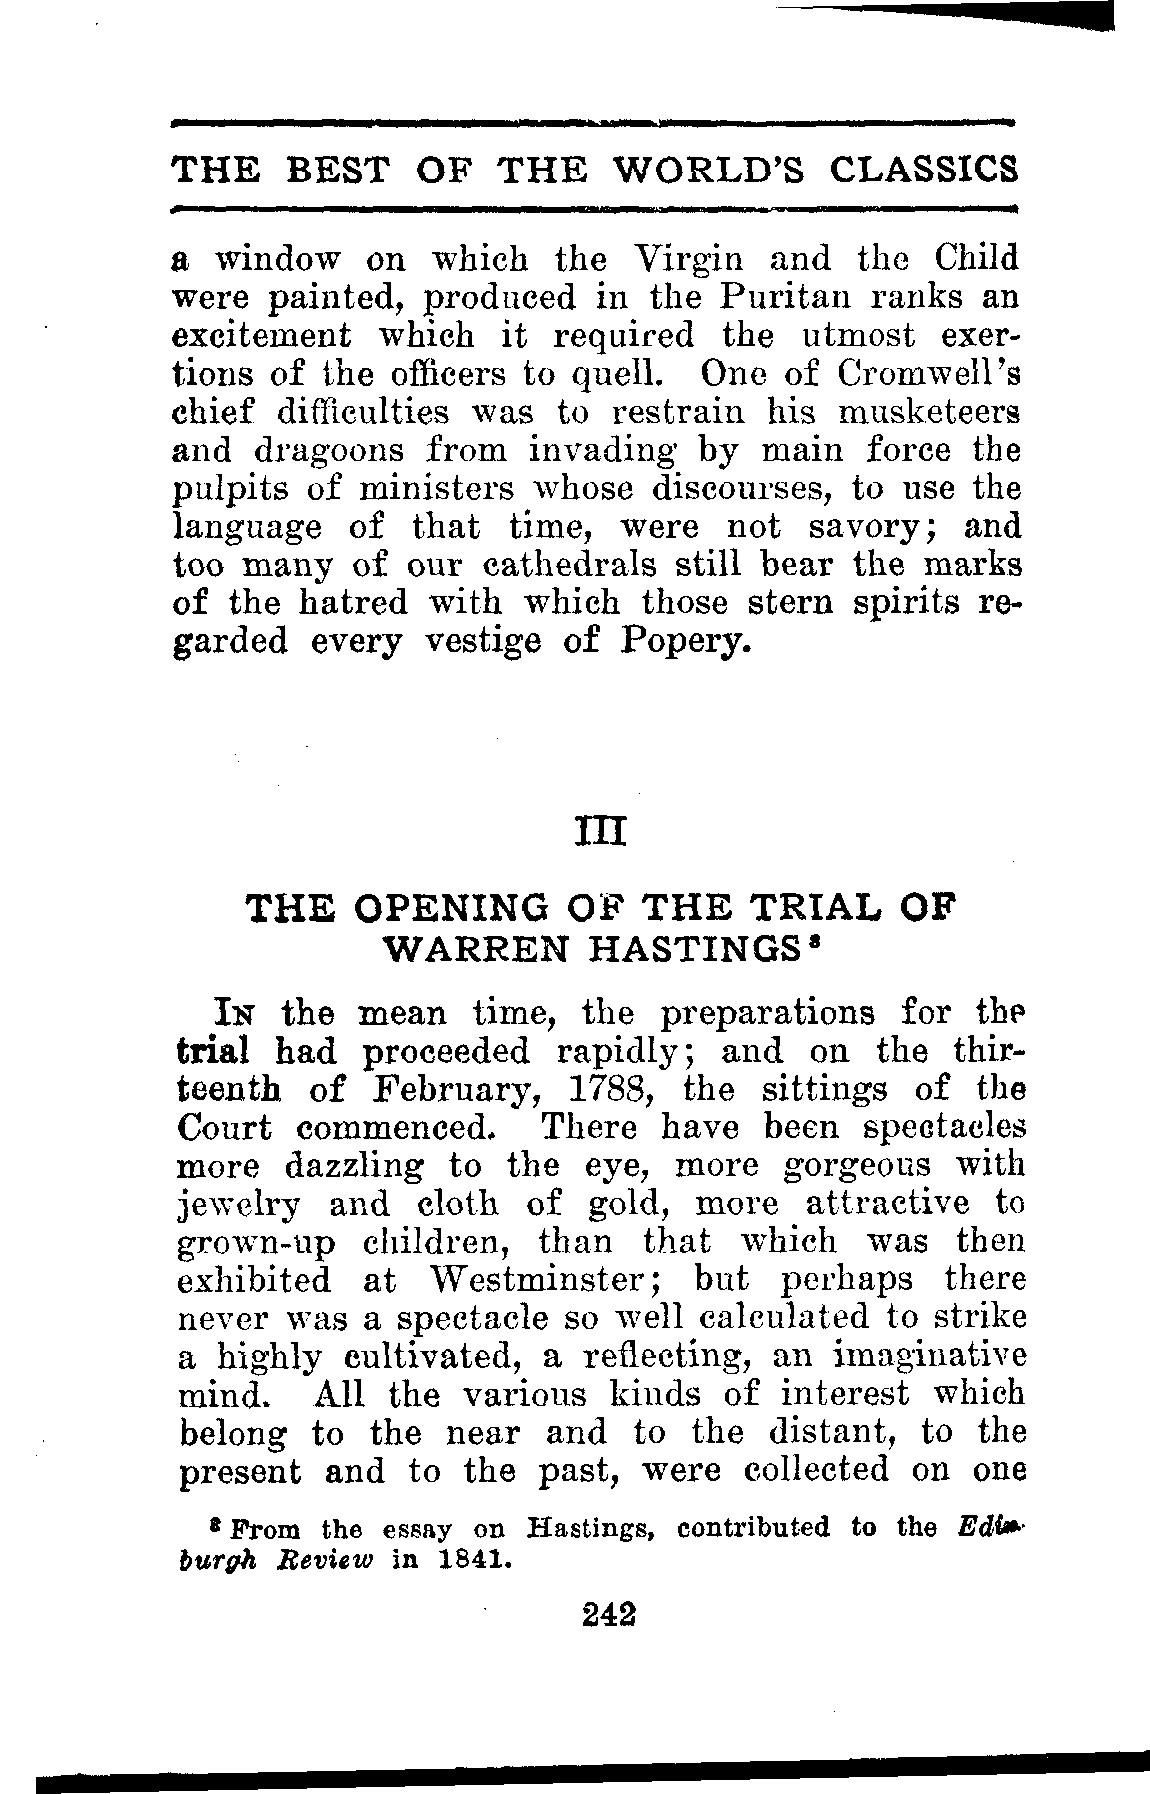 THE BEST OF THE WORLD'S CLASSICS
a window on which the Virgin and the Child
were painted, produced in the Puritan ranks an
excitement which it required the utmost exer-
tions of the officers to quell. One of Cromwell's
chief difficulties was to restrain his musketeers
and dragoons from invading by main force the
pulpits of ministers whose discourses, to use the
language of that time, were not savory; and
too many of our cathedrals still bear the marks
of the hatred with which those stern spirits re-
garded every vestige of Popery.
III
THE OPENING OF THE TRIAL OF
WARREN HASTINGS⁸
IN the mean time, the preparations for the
trial had proceeded rapidly; and on the thir-
teenth of February, 1788, the sittings of the
Court commenced. There have been spectacles
more dazzling to the eye, more gorgeous with
jewelry and cloth of gold, more attractive to
grown-up children, than that which was then
exhibited at Westminster; but perhaps there
never was a spectacle so well calculated to strike
a highly cultivated, a reflecting, an imaginative
mind. All the various kinds of interest which
belong to the near and to the distant, to the
present and to the past, were collected on one
⁸ From the essay on Hastings, contributed to the Edin-
burgh Review in 1841.
242